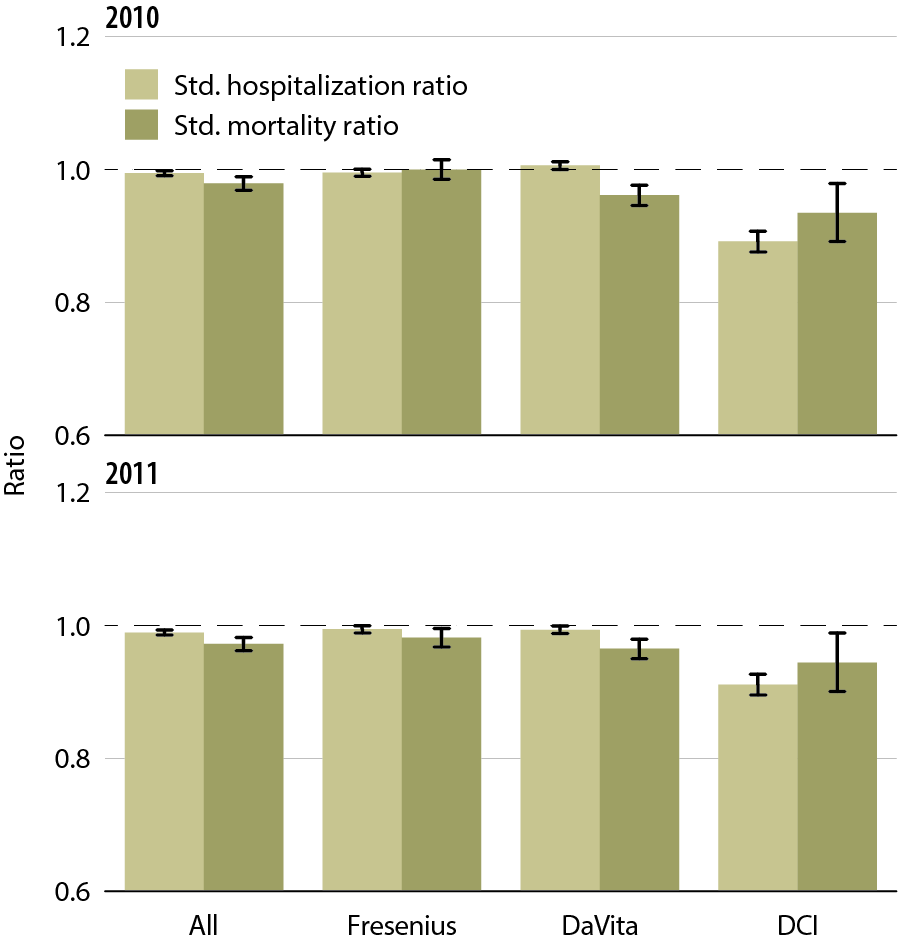 2010
1.2
Std. hospitalization ratio
Std. mortality ratio
1.0
0.8
0.6
Ratio
2011
1.2
1.0
0.8
0.6
All Fresenius DaVita DCI